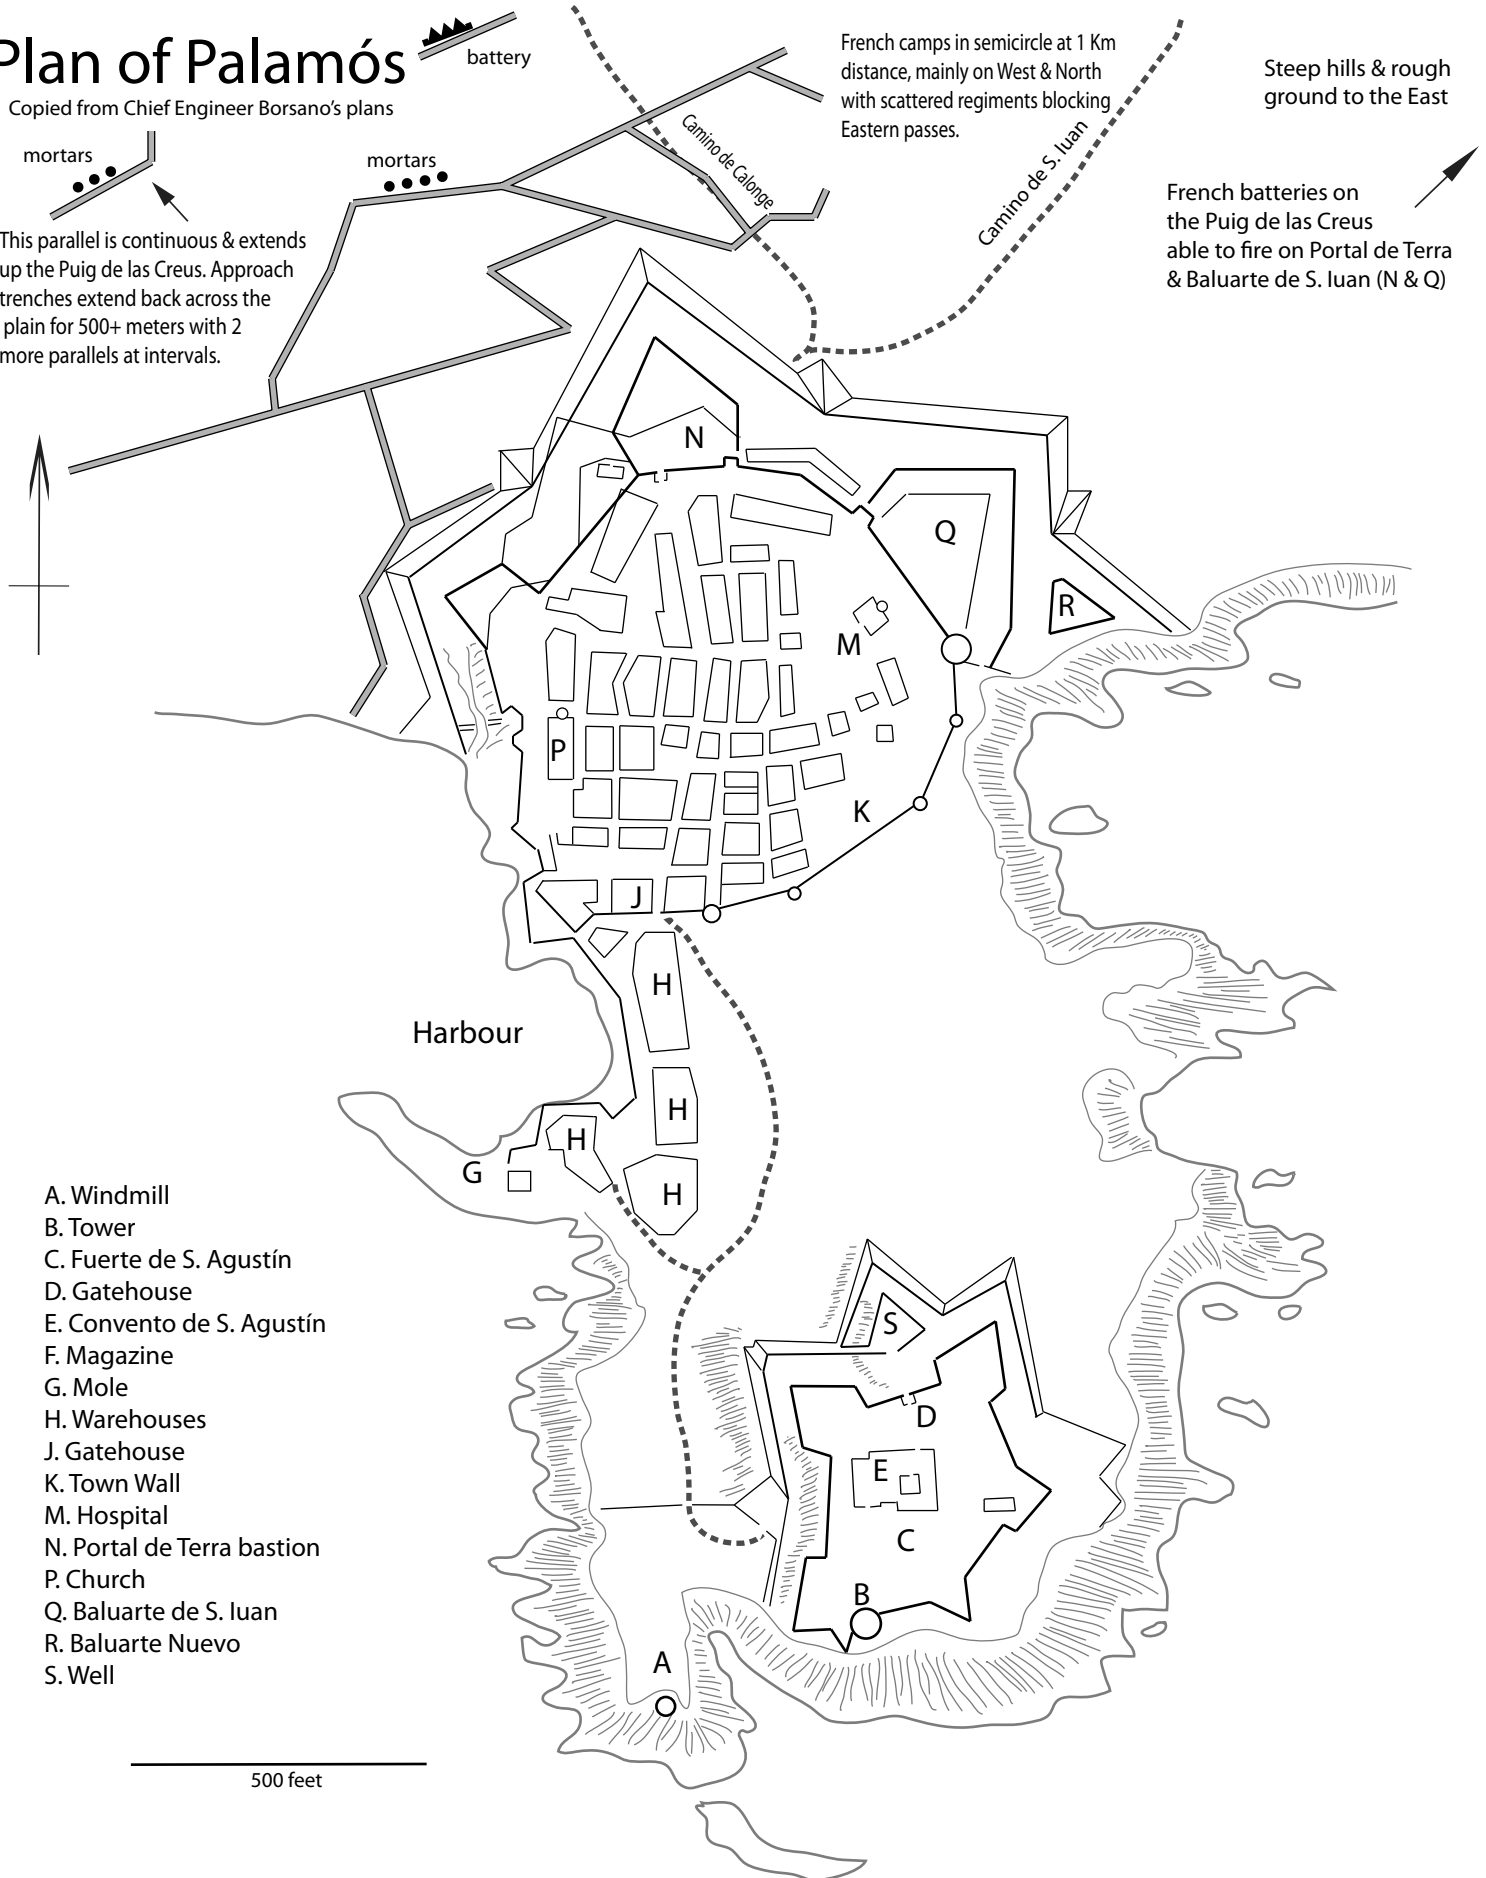 Plan of Palamós
Copied from Chief Engineer Borsano's plans
battery
mortars
mortars
This parallel is continuous & extends
up the Puig de las Creus. Approach
trenches extend back across the
plain for 500+ meters with 2
more parallels at intervals.
French camps in semicircle at 1 Km
distance, mainly on West & North
with scattered regiments blocking
Eastern passes.
Camino de Calonge
Camino de S. Iuan
Steep hills & rough
ground to the East
French batteries on
the Puig de las Creus
able to fire on Portal de Terra
& Baluarte de S. Iuan (N & Q)
N
Q
R
M
P
K
J
H
Harbour
H
H
G
H
S
D
E
C
B
A
A. Windmill
B. Tower
C. Fuerte de S. Agustín
D. Gatehouse
E. Convento de S. Agustín
F. Magazine
G. Mole
H. Warehouses
J. Gatehouse
K. Town Wall
M. Hospital
N. Portal de Terra bastion
P. Church
Q. Baluarte de S. Iuan
R. Baluarte Nuevo
S. Well
500 feet